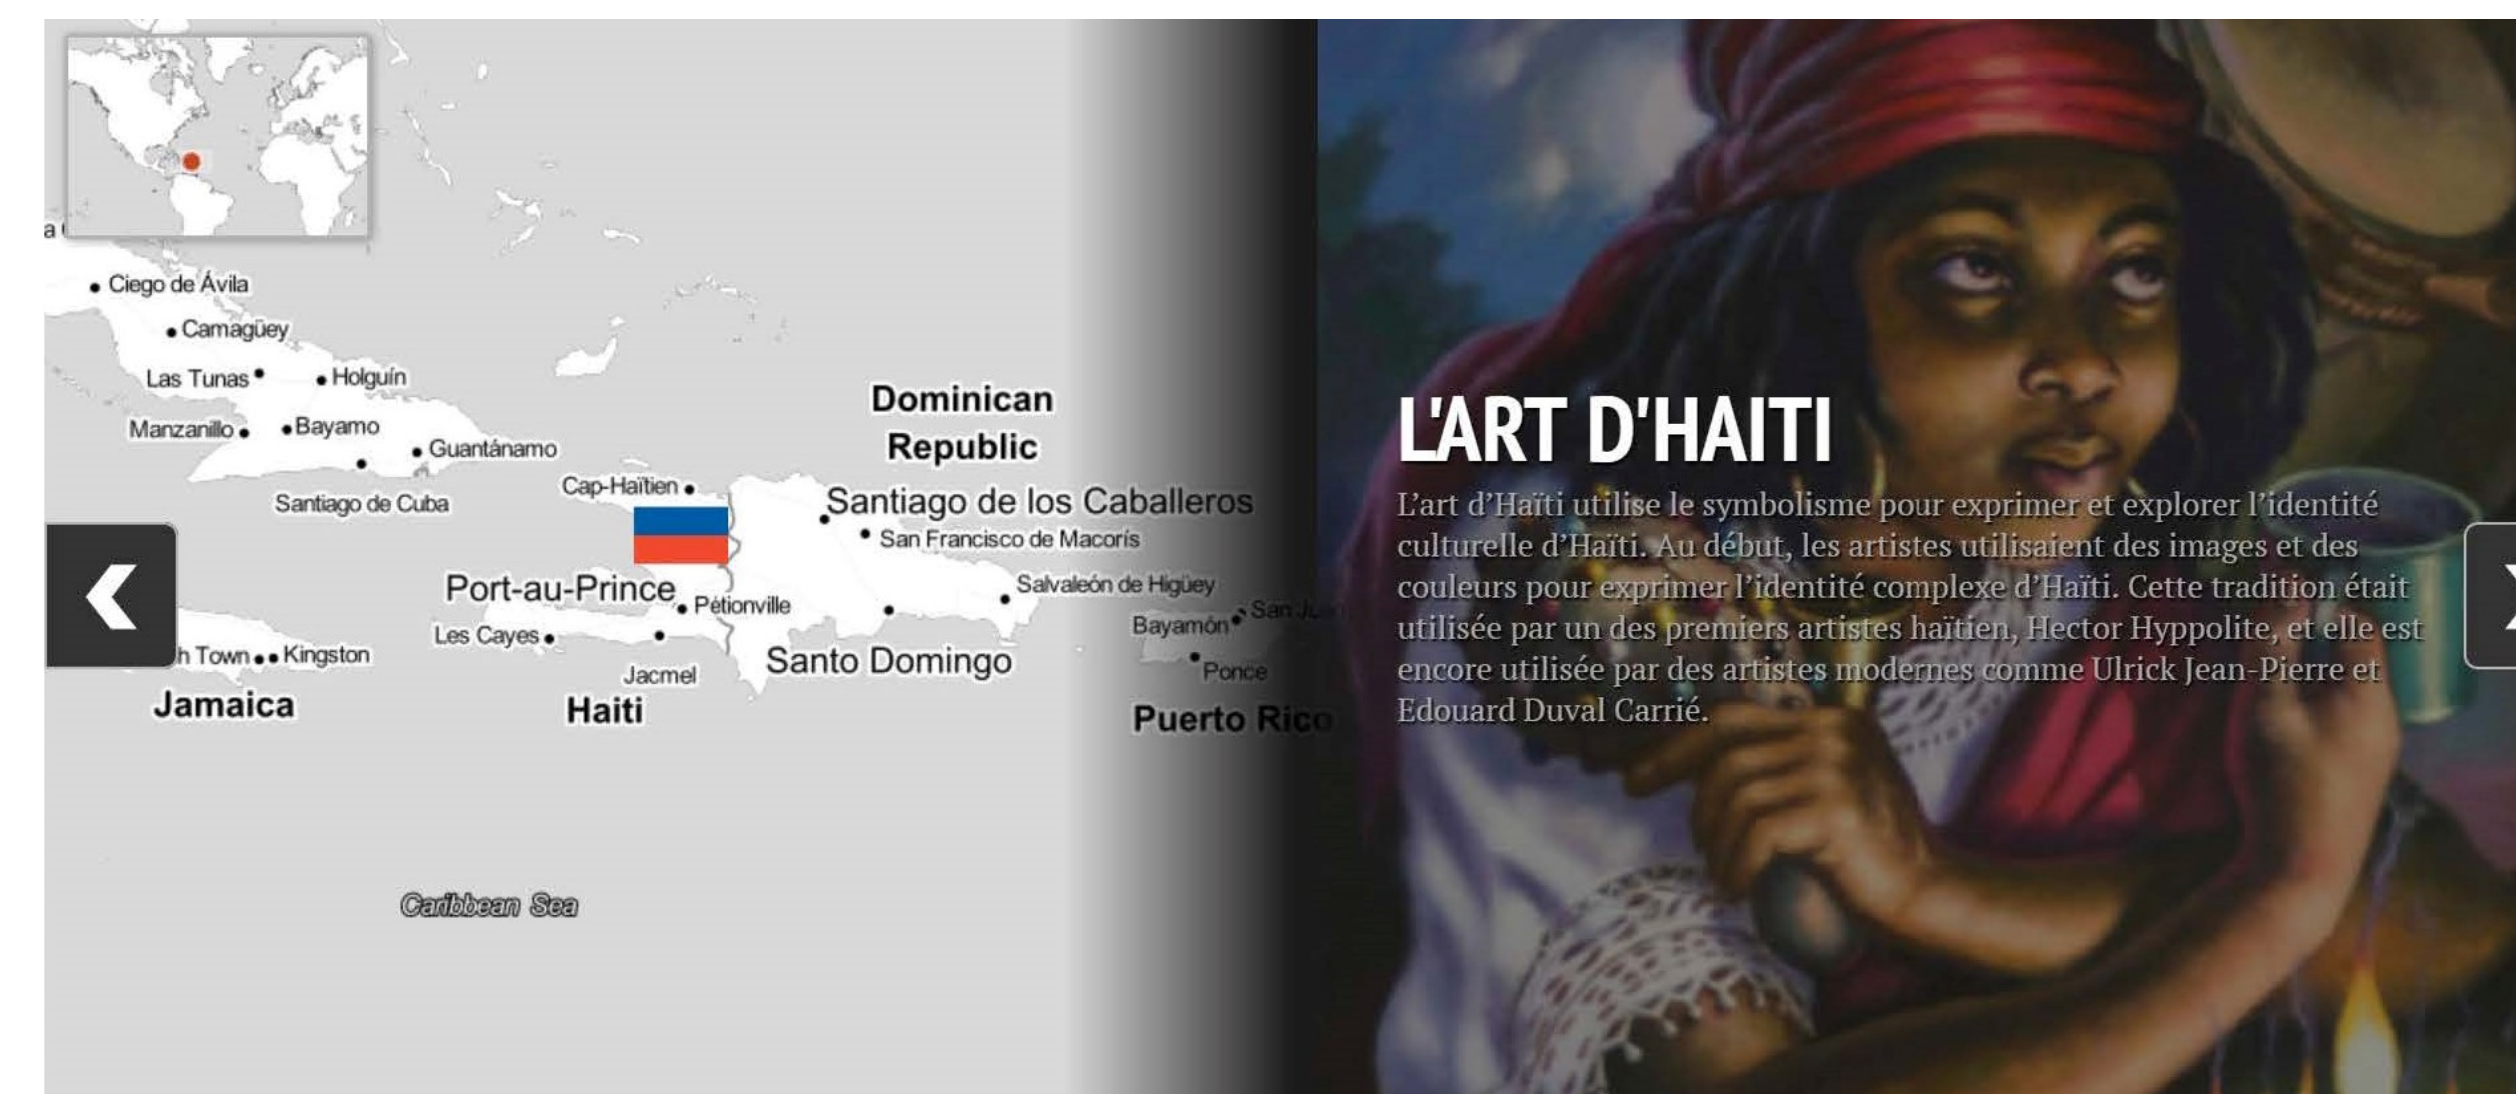 a
Ciego de Ávila
Camagüey
Las Tunas
Holguín
Manzanillo
Bayamo
Guantánamo
Santiago de Cuba
Dominican
Republic
Cap-Haïtien
Santiago de los Caballeros
San Francisco de Macorís
Port-au-Prince
Pétionville
Salvaleón de Higüey
Les Cayes
Jacmel
Santo Domingo
Bayamón
San Juan
Ponce
h Town
Kingston
Jamaica
Haiti
Puerto Rico
Caribbean Sea
L'ART D'HAITI
L’art d’Haïti utilise le symbolisme pour exprimer et explorer l’identité
culturelle d’Haïti. Au début, les artistes utilisaient des images et des
couleurs pour exprimer l’identité complexe d’Haïti. Cette tradition était
utilisée par un des premiers artistes haïtien, Hector Hyppolite, et elle est
encore utilisée par des artistes modernes comme Ulrick Jean-Pierre et
Edouard Duval Carrié.